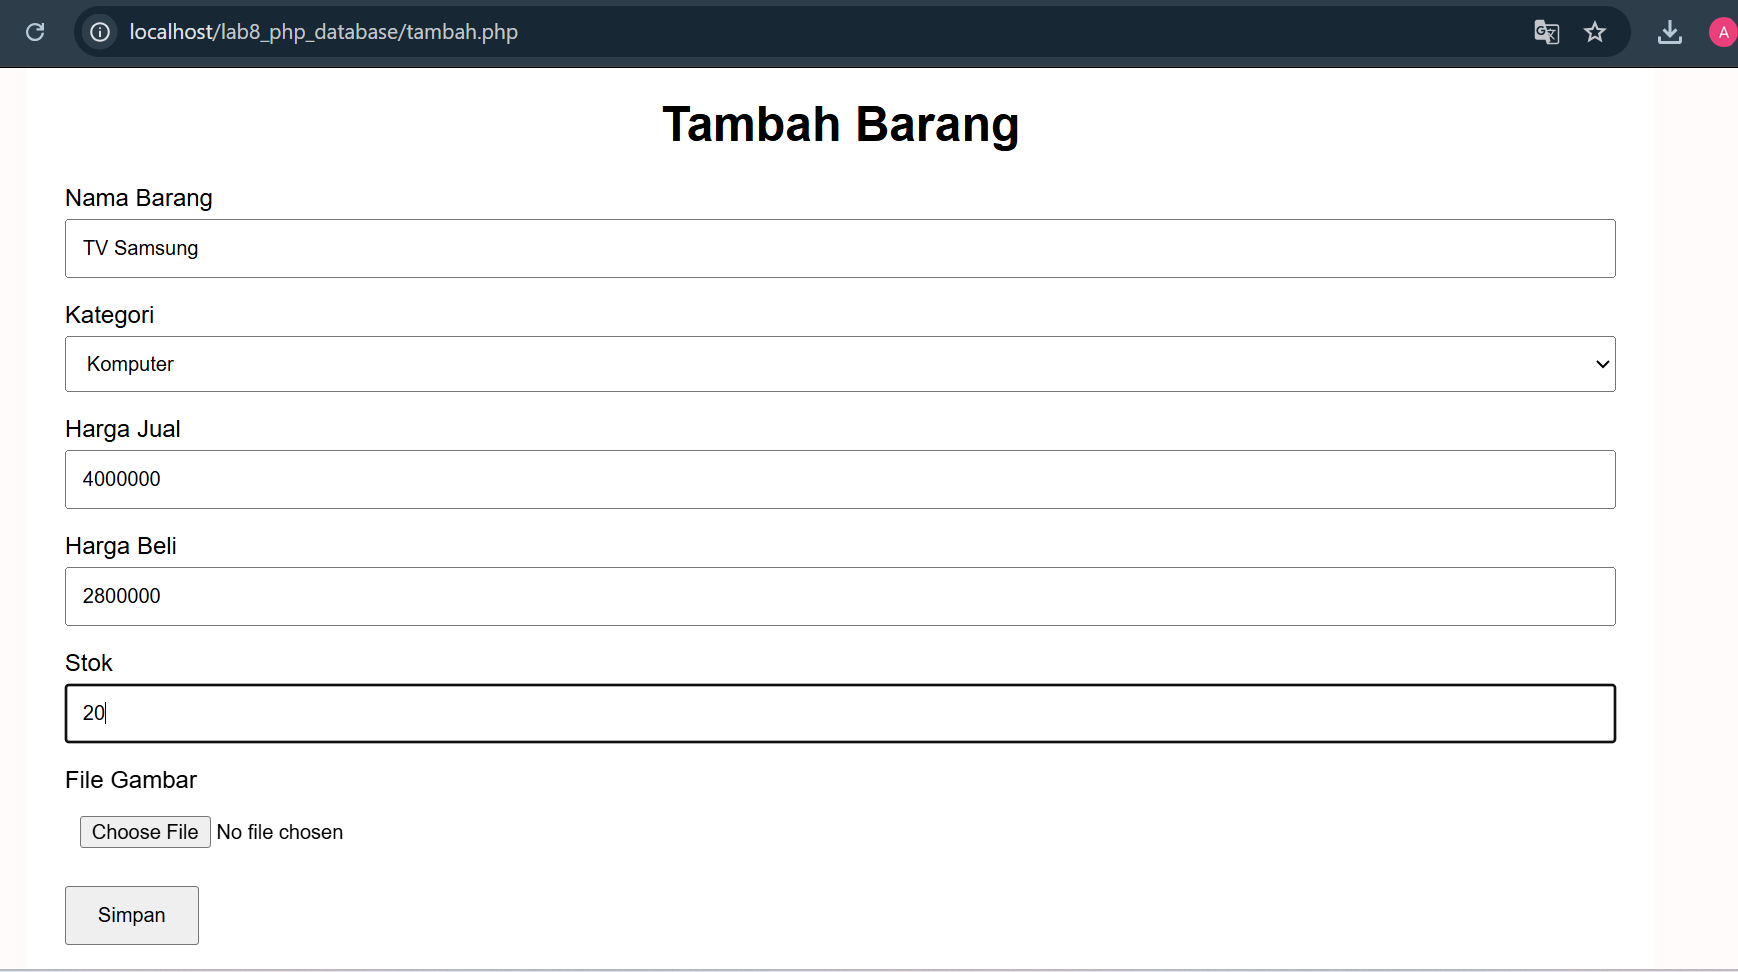 localhost/lab8_php_database/tambah.php
A
Tambah Barang
Nama Barang
TV Samsung
Kategori
Komputer
Harga Jual
4000000
Harga Beli
2800000
Stok
20
File Gambar
Choose File No file chosen
Simpan